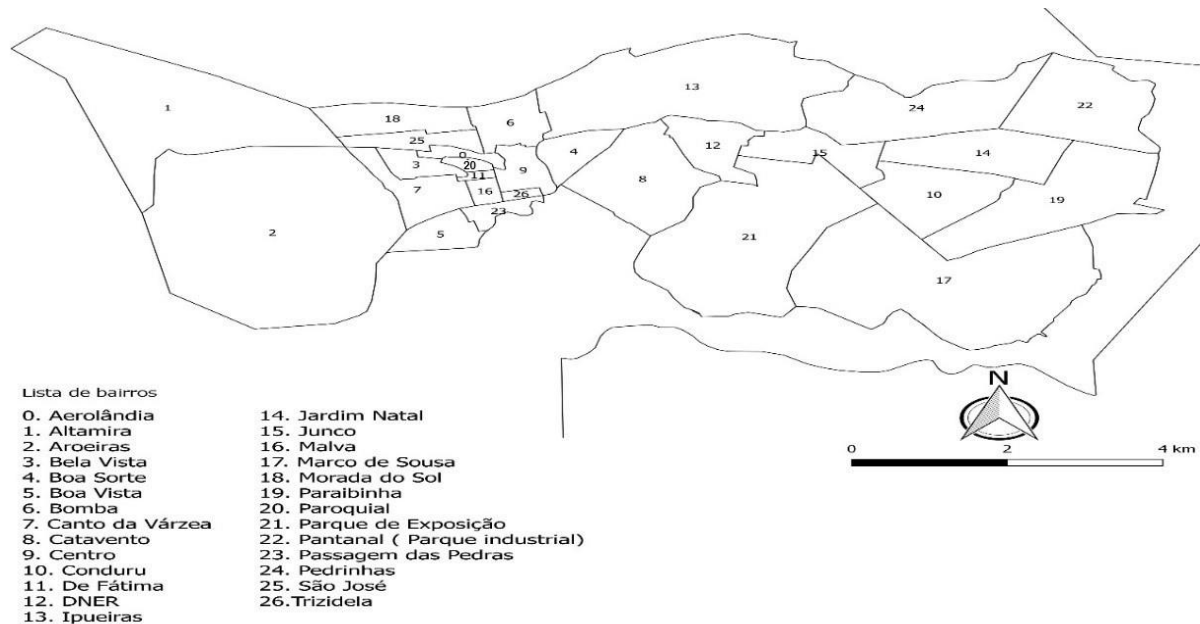 1
13
24
22
18
6
25
12
0
4
15
14
3
20
9
11
8
7
16
26
10
19
23
2
5
21
17
Lista de bairros
0. Aerolândia
1. Altamira
2. Aroeiras
3. Bela Vista
4. Boa Sorte
5. Boa Vista
6. Bomba
7. Canto da Várzea
8. Catavento
9. Centro
10. Conduru
11. De Fátima
12. DNER
13. Ipueiras
14. Jardim Natal
15. Junco
16. Malva
17. Marco de Sousa
18. Morada do Sol
19. Paraibinha
20. Paroquial
21. Parque de Exposição
22. Pantanal ( Parque industrial)
23. Passagem das Pedras
24. Pedrinhas
25. São José
26.Trizidela
N
0 2 4 km